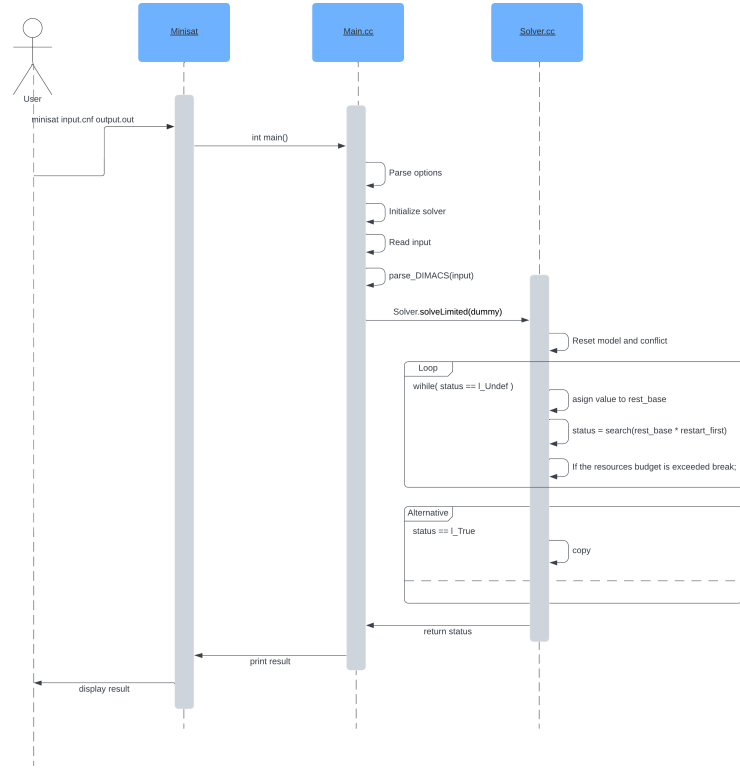 Minisat
Main.cc
Solver.cc
User
minisat input.cnf output.out
int main()
Parse options
Initialize solver
Read input
parse_DIMACS(input)
Solver.solveLimited(dummy)
Reset model and conflict
Loop
wihile( status == l_Undef )
asign value to rest_base
status = search(rest_base * restart_first)
If the resources budget is exceeded break;
Alternative
status == l_True
copy
return status
print result
display result